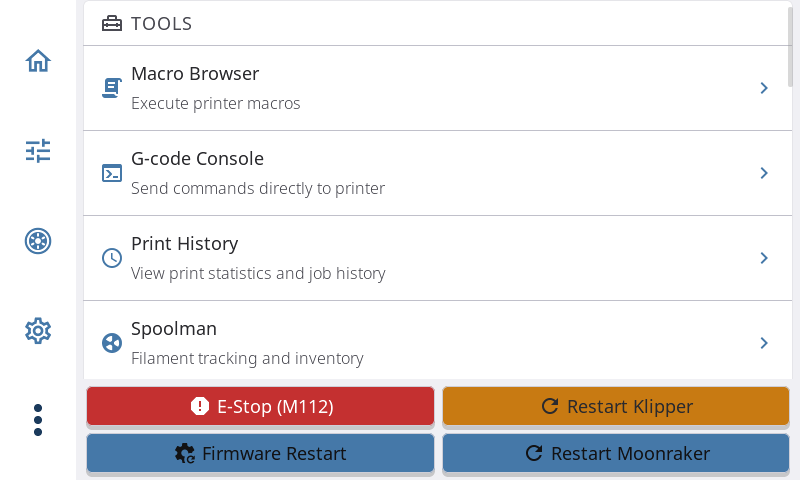 TOOLS
Macro Browser
Execute printer macros
G-code Console
Send commands directly to printer
Print History
View print statistics and job history
Spoolman
Filament tracking and inventory
E-Stop (M112)
Restart Klipper
Firmware Restart
Restart Moonraker